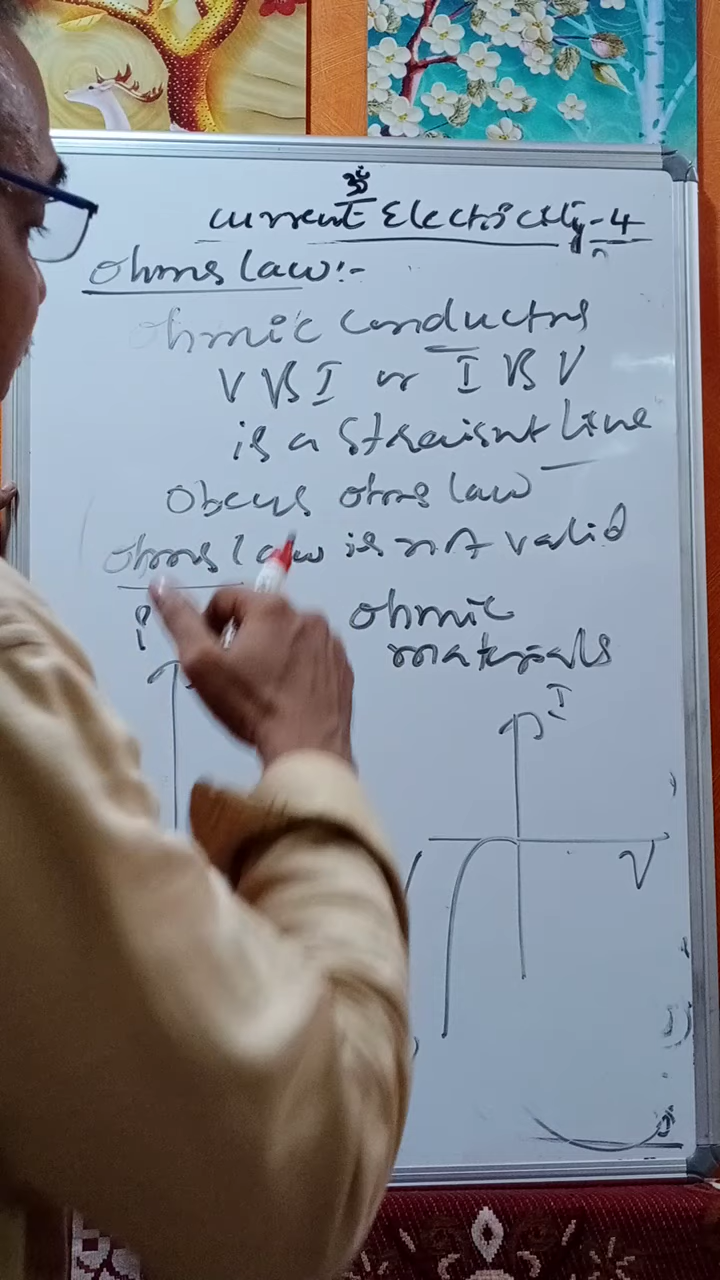 ॐ
Current Electricity-4
Ohms law:-
Ohmic conductors
V VS I or I VS V
is a Straisnt line
Obeys ohms law
Ohms law is not valid
ohmic
materials
I
V